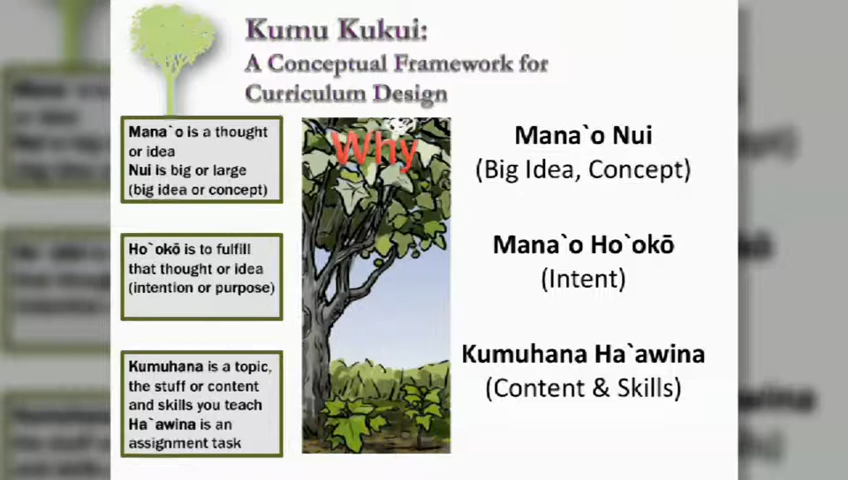 Kumu Kukui:
A Conceptual Framework for
Curriculum Design
Mana`o is a thought
or idea
Nui is big or large
(big idea or concept)
Ho`okō is to fulfill
that thought or idea
(intention or purpose)
Kumuhana is a topic,
the stuff or content
and skills you teach
Ha`awina is an
assignment task
Why
Mana`o Nui
(Big Idea, Concept)
Mana`o Ho`okō
(Intent)
Kumuhana Ha`awina
(Content & Skills)